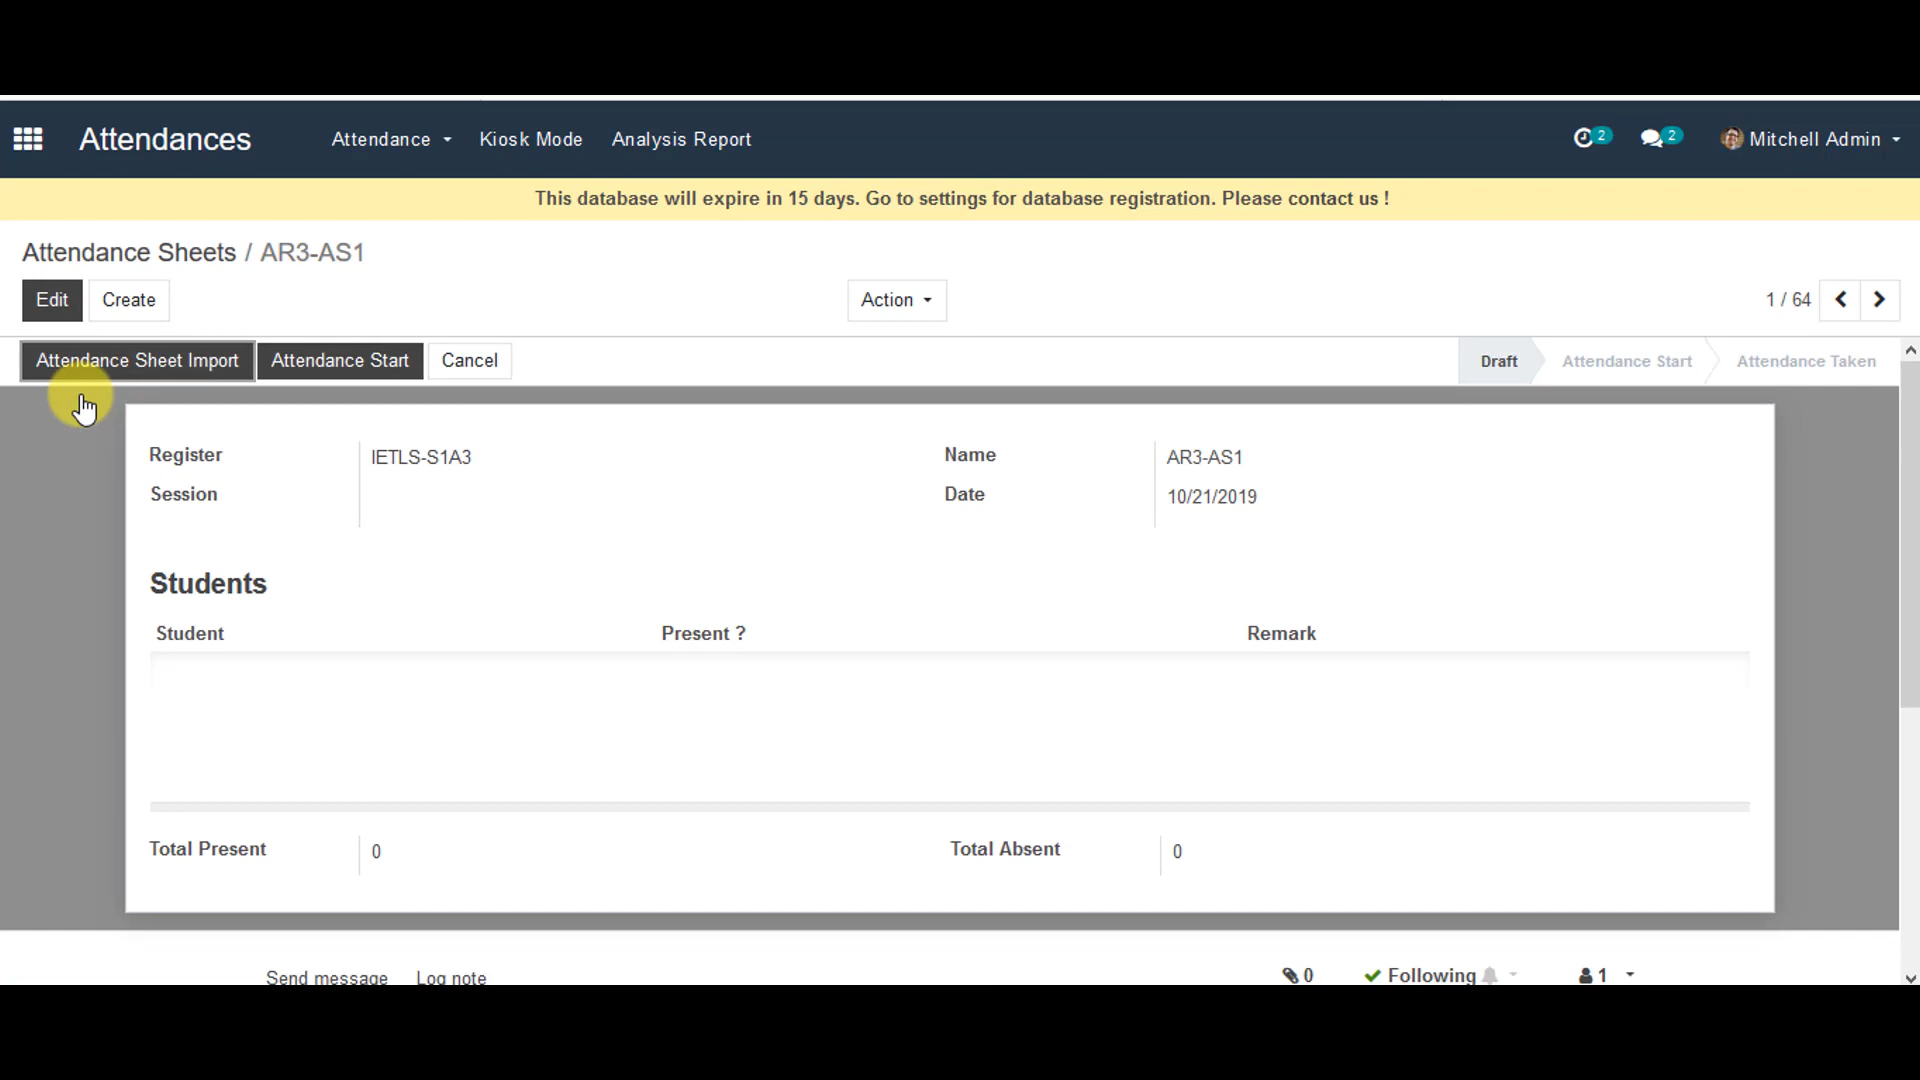 Attendances Attendance Kiosk Mode Analysis Report 2 2 Mitchell Admin
This database will expire in 15 days. Go to settings for database registration. Please contact us !
Attendance Sheets / AR3-AS1
Edit Create Action 1 / 64
Attendance Sheet Import Attendance Start Cancel Draft Attendance Start Attendance Taken
Register IETLS-S1A3 Name AR3-AS1
Session Date 10/21/2019
Students
Student Present ? Remark
Total Present 0 Total Absent 0
Send message Log note 0 Following 1